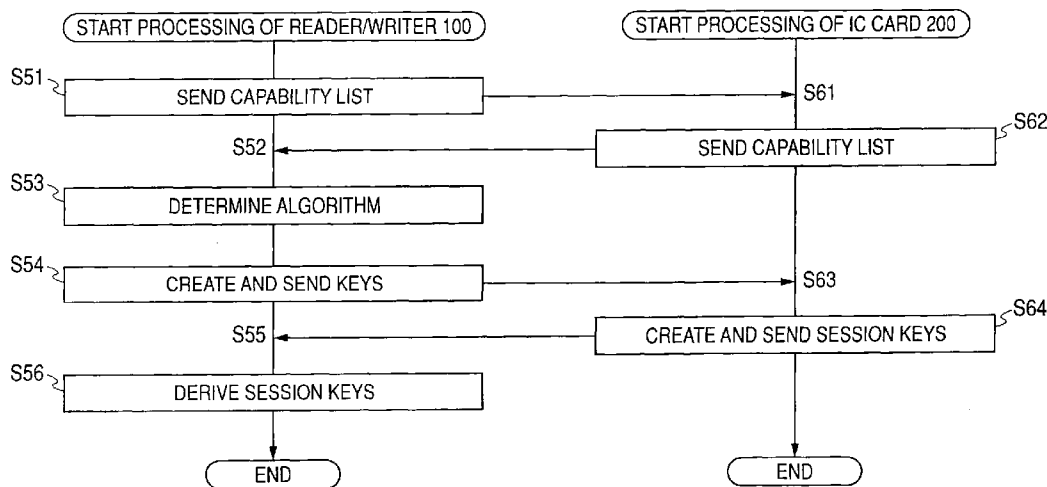 START PROCESSING OF READER/WRITER 100
START PROCESSING OF IC CARD 200
S51
SEND CAPABILITY LIST
S61
S62
S52
SEND CAPABILITY LIST
S53
DETERMINE ALGORITHM
S54
CREATE AND SEND KEYS
S63
S64
S55
CREATE AND SEND SESSION KEYS
S56
DERIVE SESSION KEYS
END
END